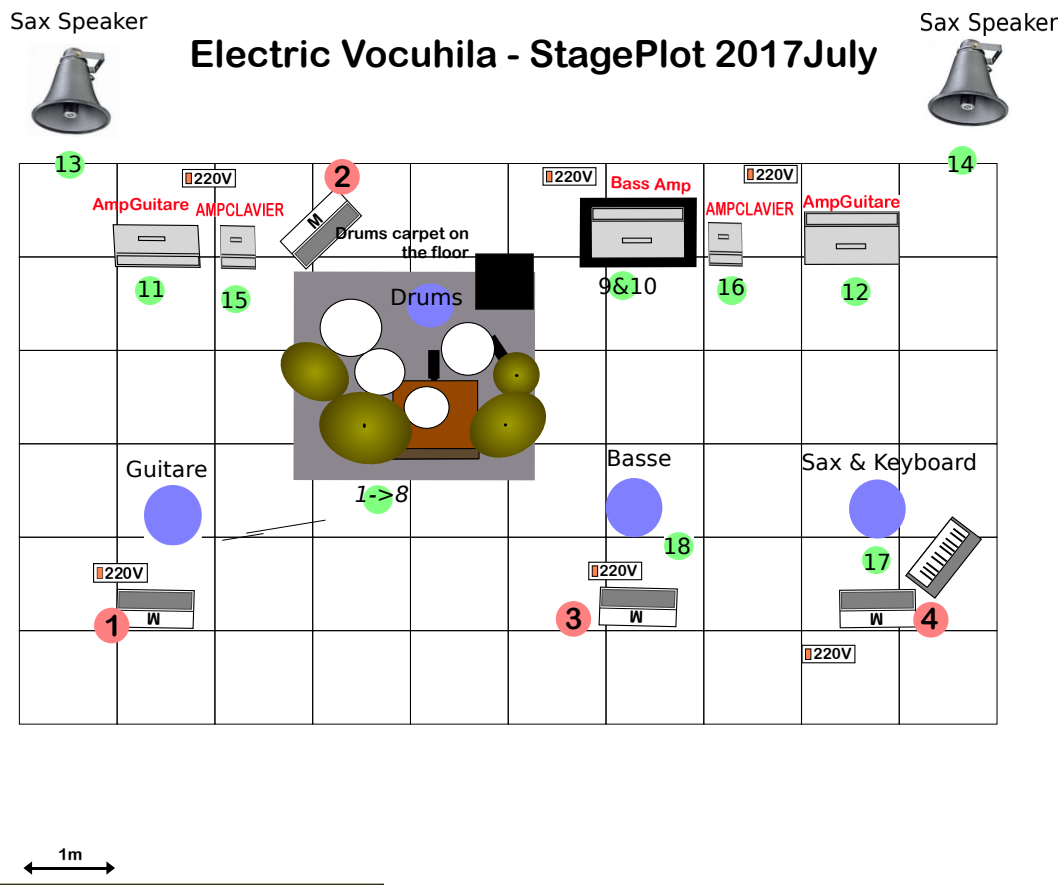 Sax Speaker
Sax Speaker
Electric Vocuhila - StagePlot 2017July
13
14
220V
2
220V
220V
AmpGuitare
AMPCLAVIER
M
Bass Amp
AMPCLAVIER
AmpGuitare
Drums carpet on
the floor
11
15
Drums
9&10
16
12
Guitare
1->8
Basse
Sax & Keyboard
18
17
220V
220V
1
M
3
M
M
4
220V
1m